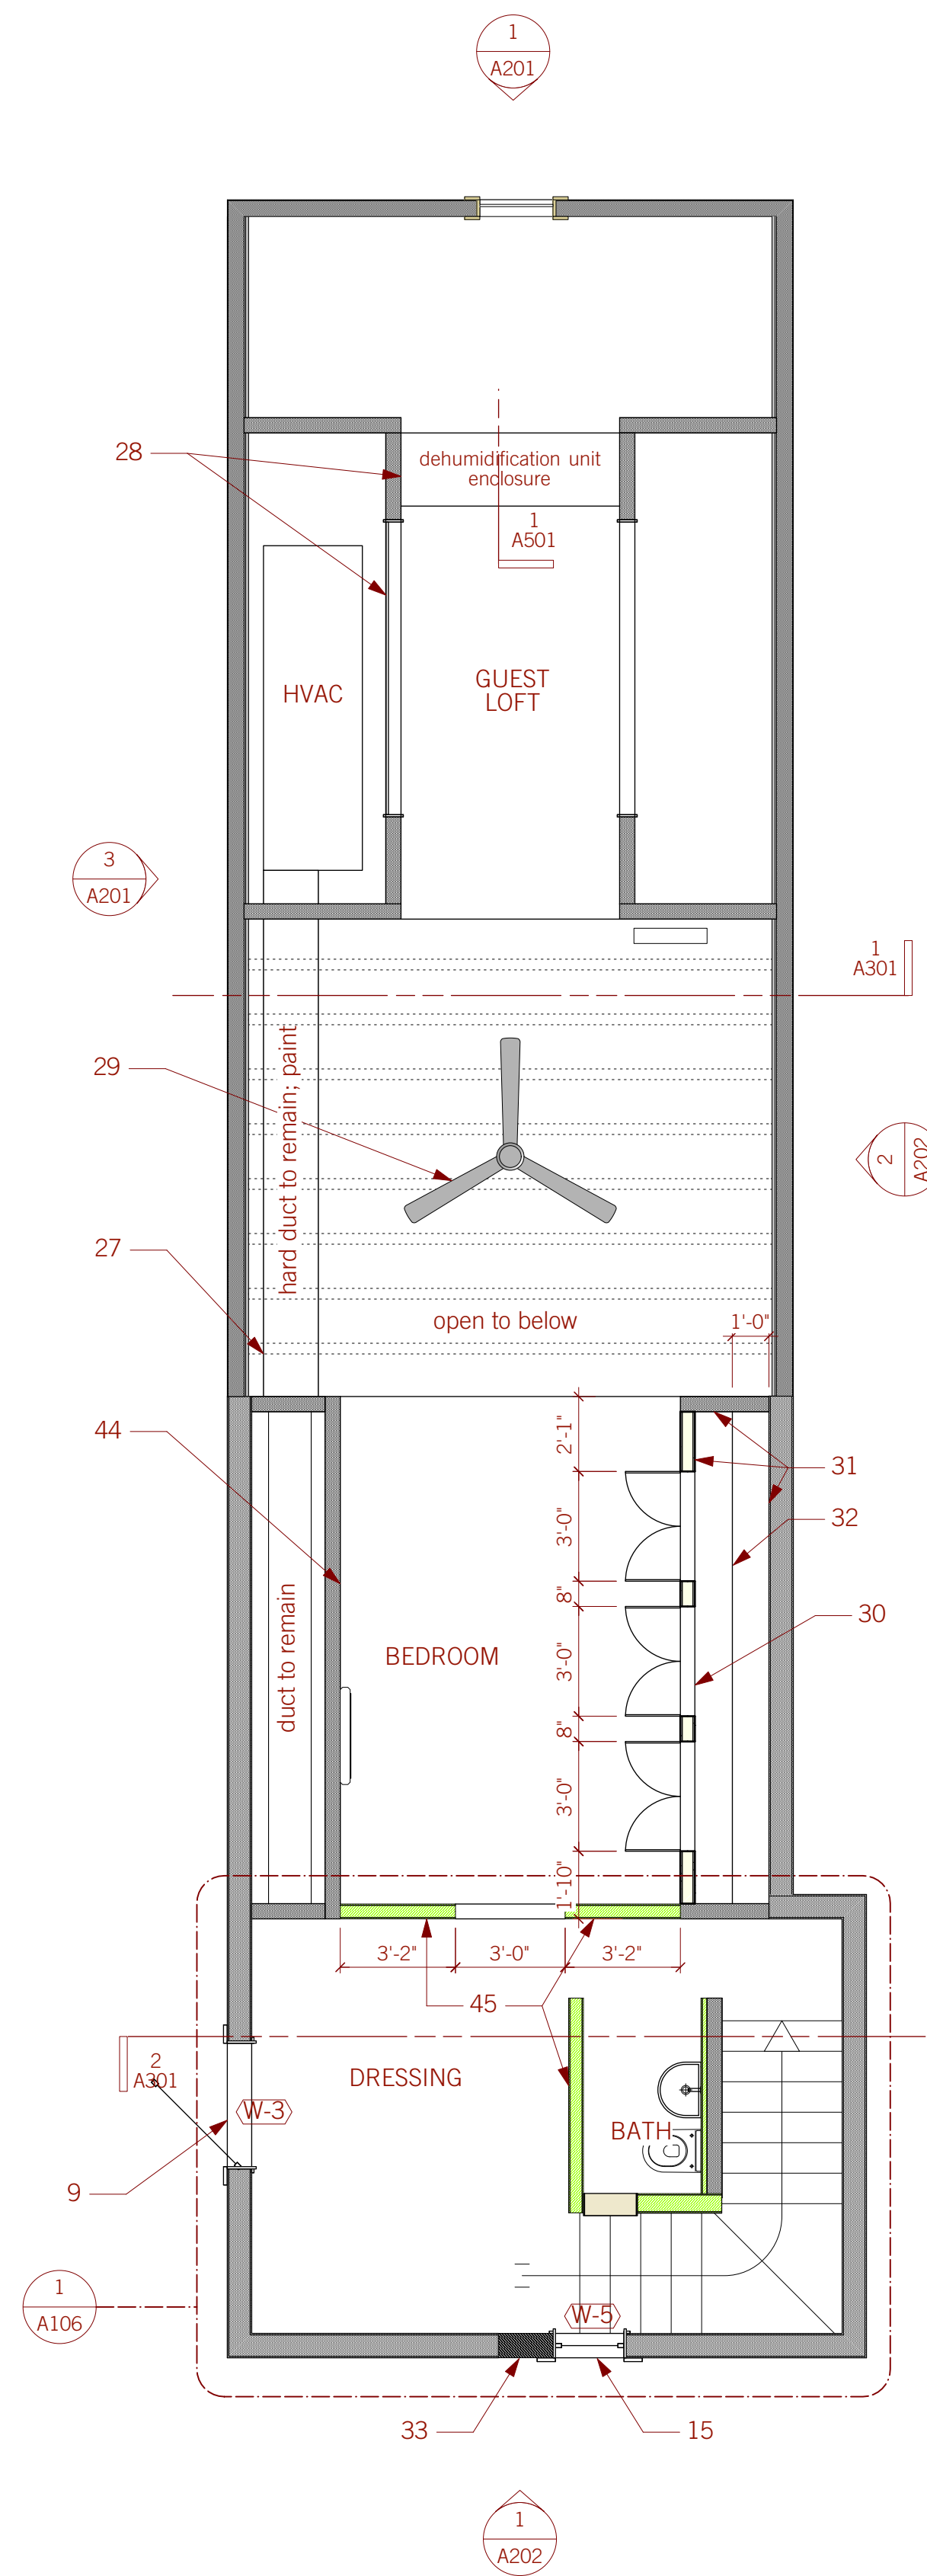 1
A201
28
dehumidification unit
enclosure
1
A501
HVAC
GUEST
LOFT
3
A201
1
A301
29
hard duct to remain; paint
2
A202
27
open to below
1'-0"
44
2'-1"
31
3'-0"
32
8"
duct to remain
30
BEDROOM
3'-0"
8"
3'-0"
1'-10"
3'-2"
3'-0"
3'-2"
45
2
A301
DRESSING
W-3
BATH
9
1
A106
W-5
33
15
1
A202